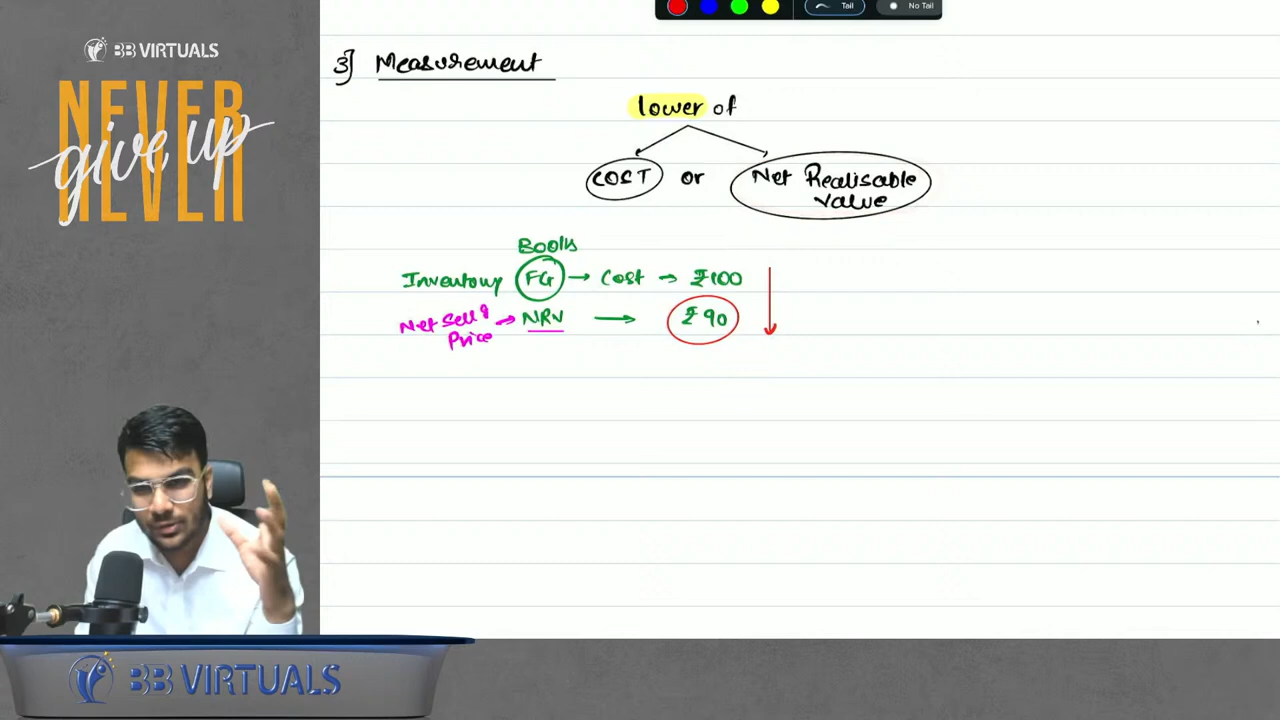 BB VIRTUALS
NEVER
give up
NEVER
Tail
No Tail
3] Measurement
lower of
COST or Net Realisable
Value
Books
Inventory FG → Cost → ₹100
Net Sell8 → NRV → ₹90
Price
BB VIRTUALS